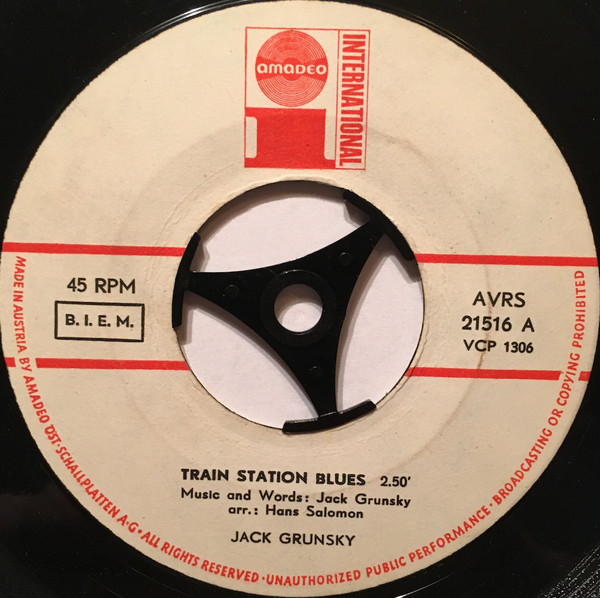 amadeo
INTERNATIONAL
45 RPM
B. I. E. M.
AVRS
21516 A
VCP 1306
TRAIN STATION BLUES 2.50'
Music and Words: Jack Grunsky
arr.: Hans Salomon
JACK GRUNSKY
MADE IN AUSTRIA BY AMADEO ÖST. SCHALLPLATTEN A·G · ALL RIGHTS RESERVED · UNAUTHORIZED PUBLIC PERFORMANCE · BROADCASTING OR COPYING PROHIBITED